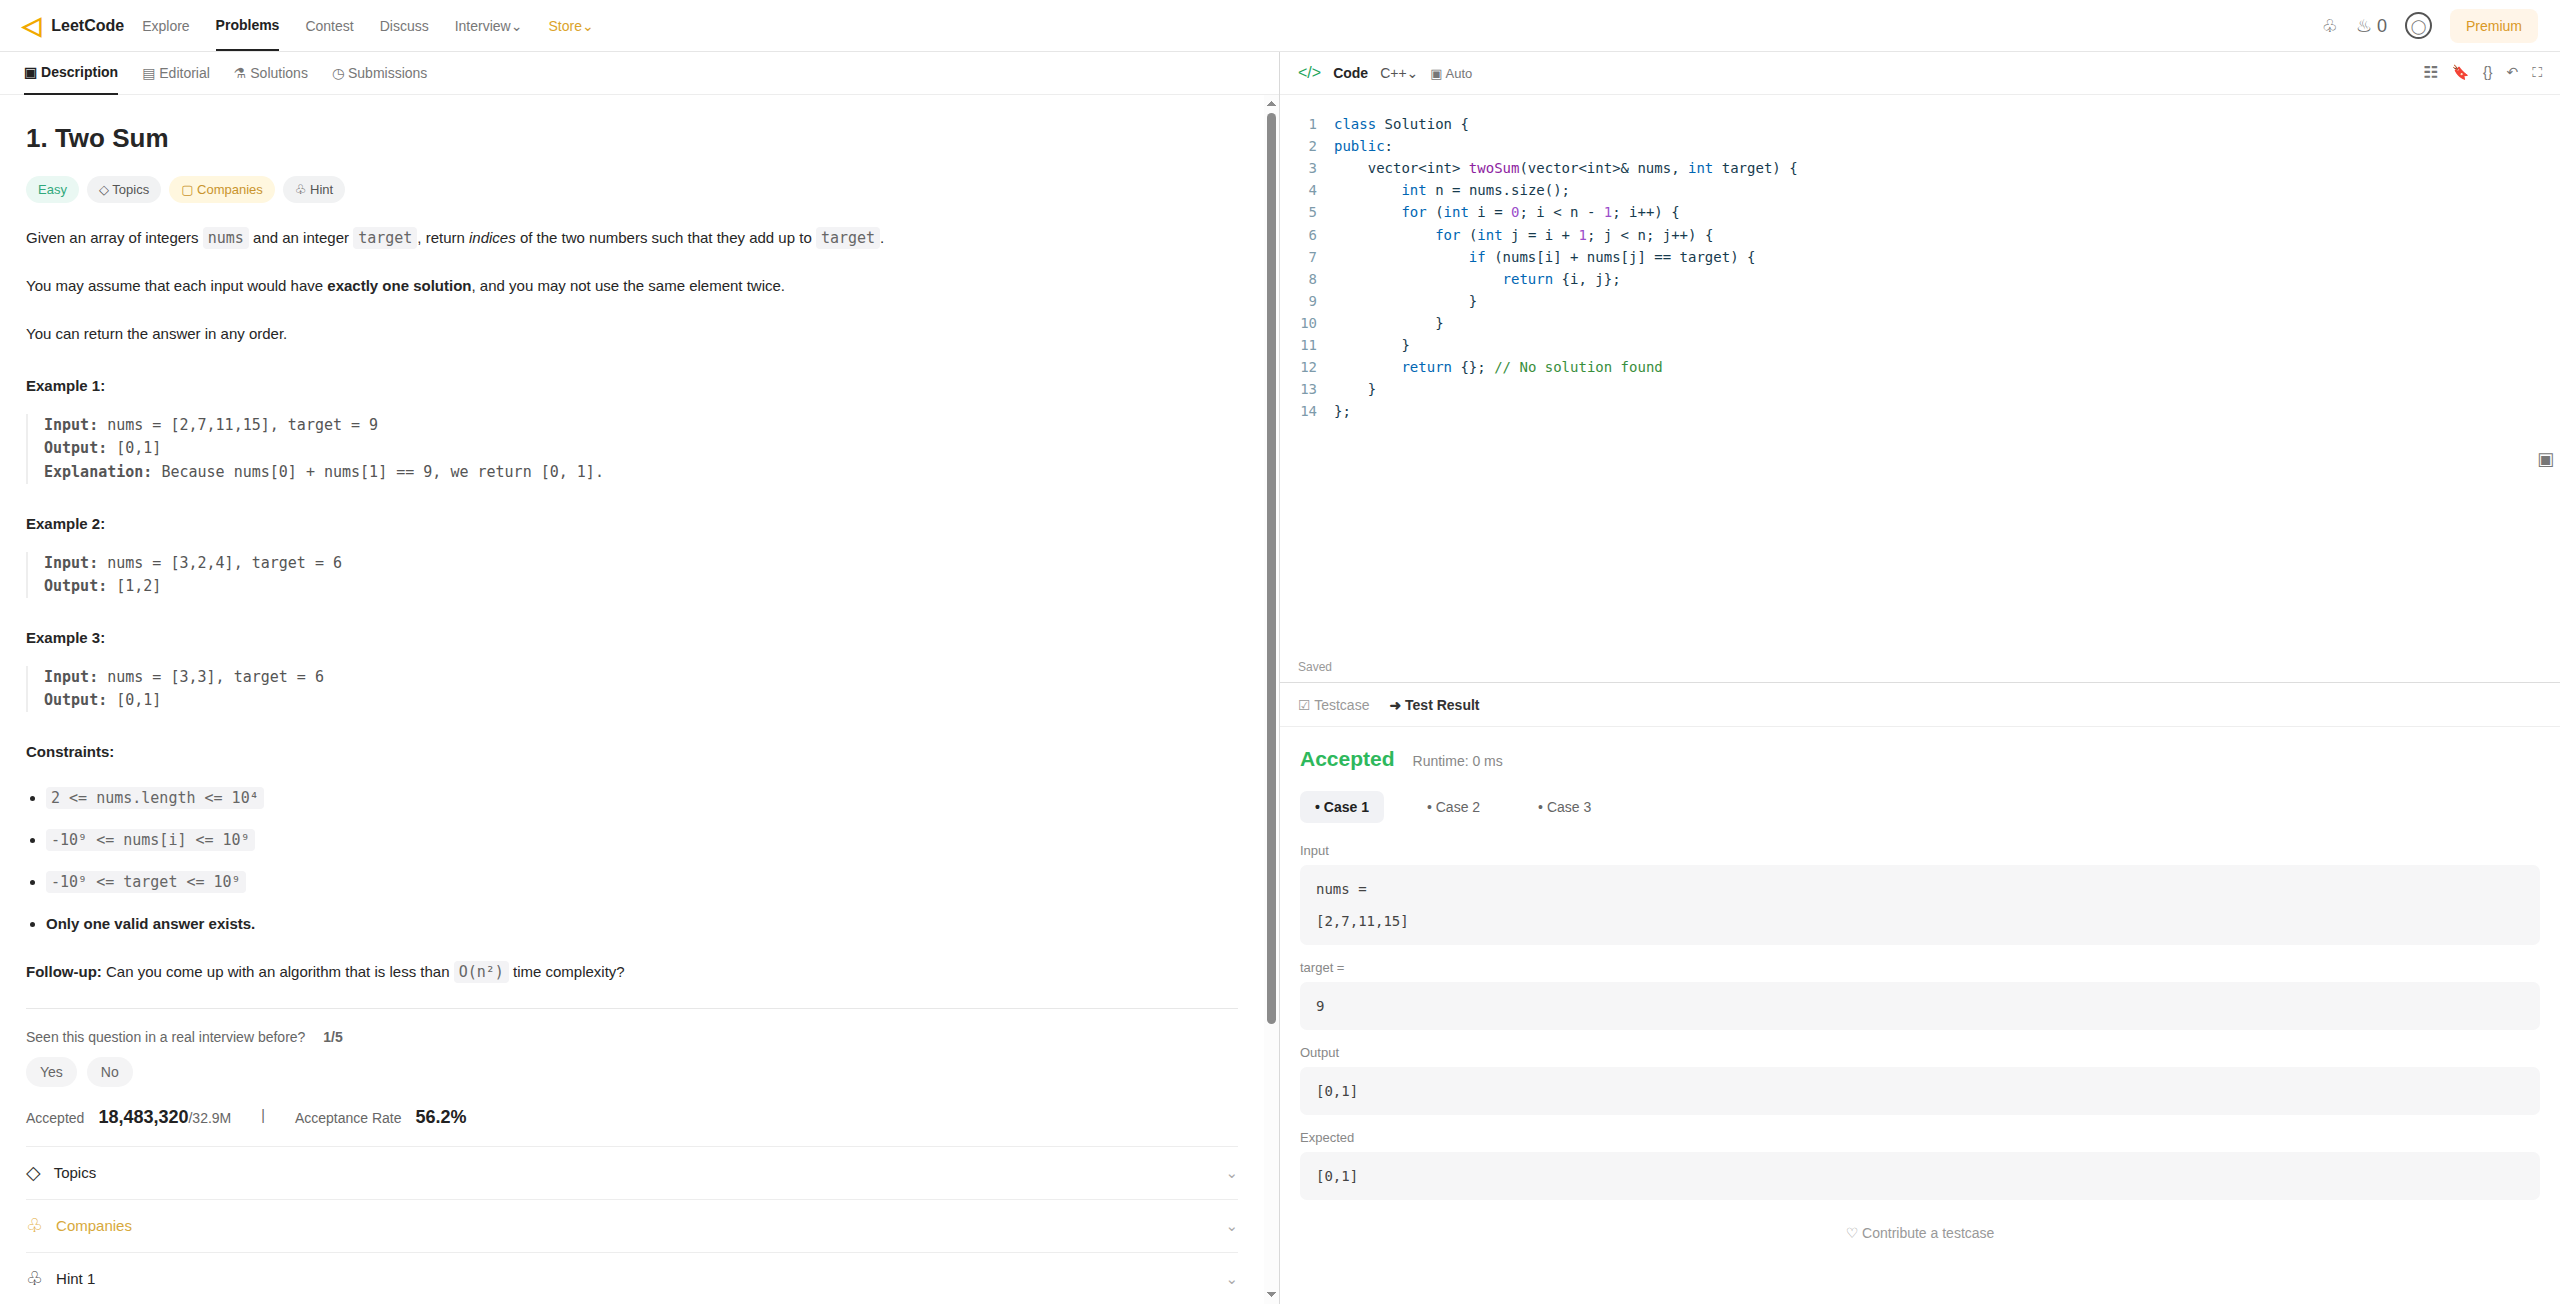 LeetCode Explore Problems Contest Discuss Interview Store 0 Premium
Description Editorial Solutions Submissions
1. Two Sum
Easy Topics Companies Hint
Given an array of integers nums and an integer target, return indices of the two numbers such that they add up to target.
You may assume that each input would have exactly one solution, and you may not use the same element twice.
You can return the answer in any order.
Example 1:
Input: nums = [2,7,11,15], target = 9
Output: [0,1]
Explanation: Because nums[0] + nums[1] == 9, we return [0, 1].
Example 2:
Input: nums = [3,2,4], target = 6
Output: [1,2]
Example 3:
Input: nums = [3,3], target = 6
Output: [0,1]
Constraints:
• 2 <= nums.length <= 10⁴
• -10⁹ <= nums[i] <= 10⁹
• -10⁹ <= target <= 10⁹
• Only one valid answer exists.
Follow-up: Can you come up with an algorithm that is less than O(n²) time complexity?
Seen this question in a real interview before? 1/5
Yes No
Accepted 18,483,320/32.9M | Acceptance Rate 56.2%
Topics
Companies
Hint 1
</> Code C++ Auto {}
1 class Solution {
2 public:
3     vector<int> twoSum(vector<int>& nums, int target) {
4         int n = nums.size();
5         for (int i = 0; i < n - 1; i++) {
6             for (int j = i + 1; j < n; j++) {
7                 if (nums[i] + nums[j] == target) {
8                     return {i, j};
9                 }
10             }
11         }
12         return {}; // No solution found
13     }
14 };
Saved
Testcase Test Result
Accepted Runtime: 0 ms
• Case 1 • Case 2 • Case 3
Input
nums =
[2,7,11,15]
target =
9
Output
[0,1]
Expected
[0,1]
Contribute a testcase